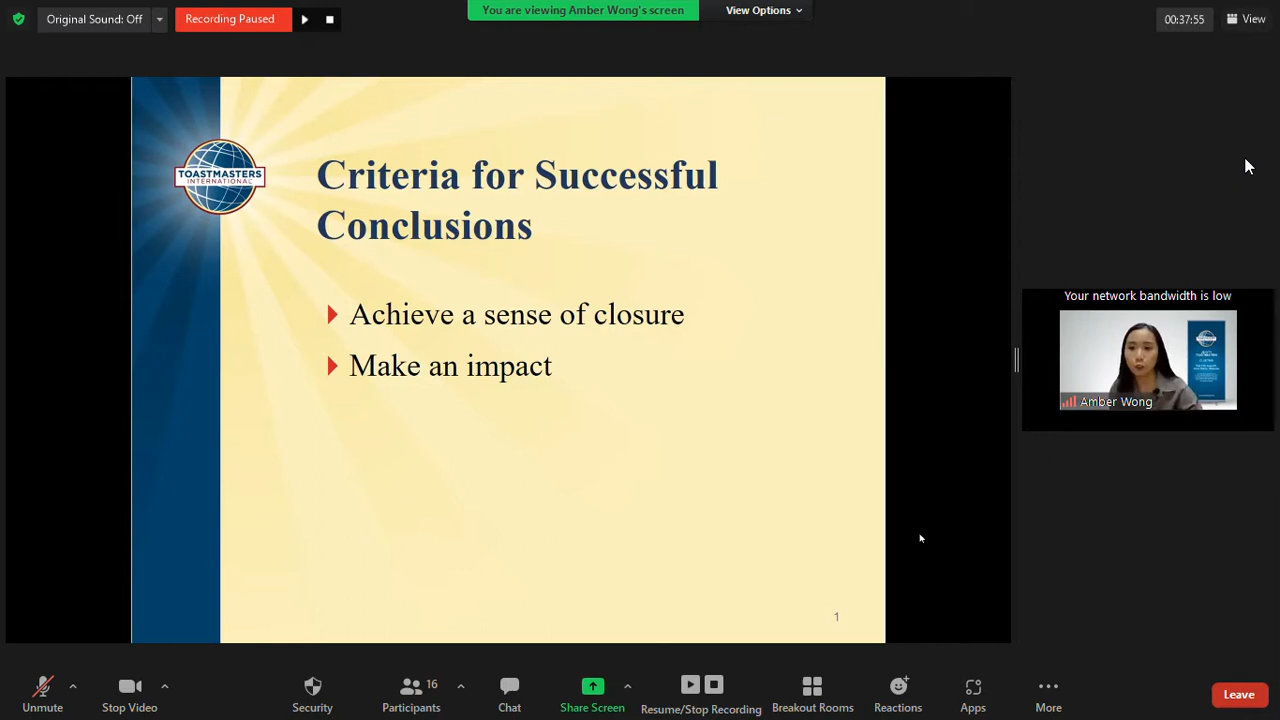 Original Sound: Off
Recording Paused
You are viewing Amber Wong's screen
View Options
00:37:55
View
TOASTMASTERS
INTERNATIONAL
Criteria for Successful
Conclusions
Achieve a sense of closure
Make an impact
1
Your network bandwidth is low
Amber Wong
Unmute
Stop Video
Security
16
Participants
Chat
Share Screen
Resume/Stop Recording
Breakout Rooms
Reactions
Apps
More
Leave